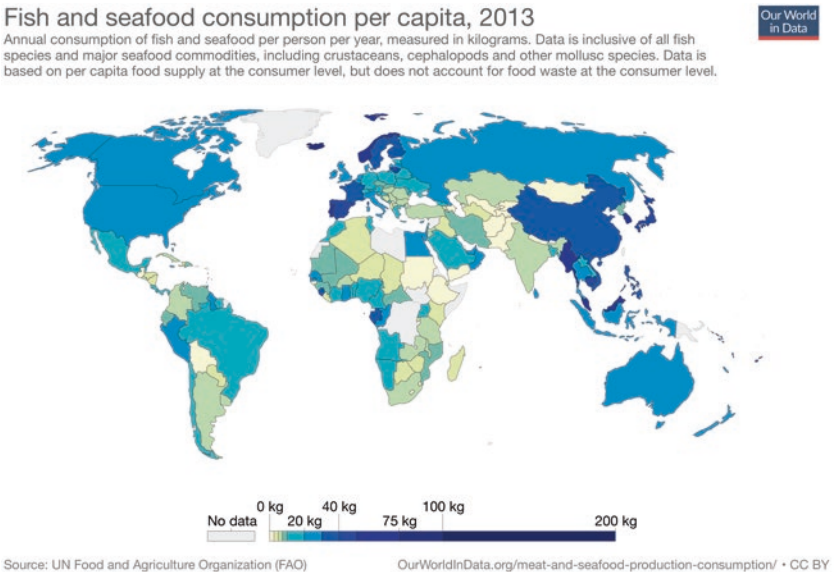 Fish and seafood consumption per capita, 2013
Our World
in Data
Annual consumption of fish and seafood per person per year, measured in kilograms. Data is inclusive of all fish
species and major seafood commodities, including crustaceans, cephalopods and other mollusc species. Data is
based on per capita food supply at the consumer level, but does not account for food waste at the consumer level.
No data
0 kg
20 kg
40 kg
75 kg
100 kg
200 kg
Source: UN Food and Agriculture Organization (FAO)
OurWorldInData.org/meat-and-seafood-production-consumption/ • CC BY